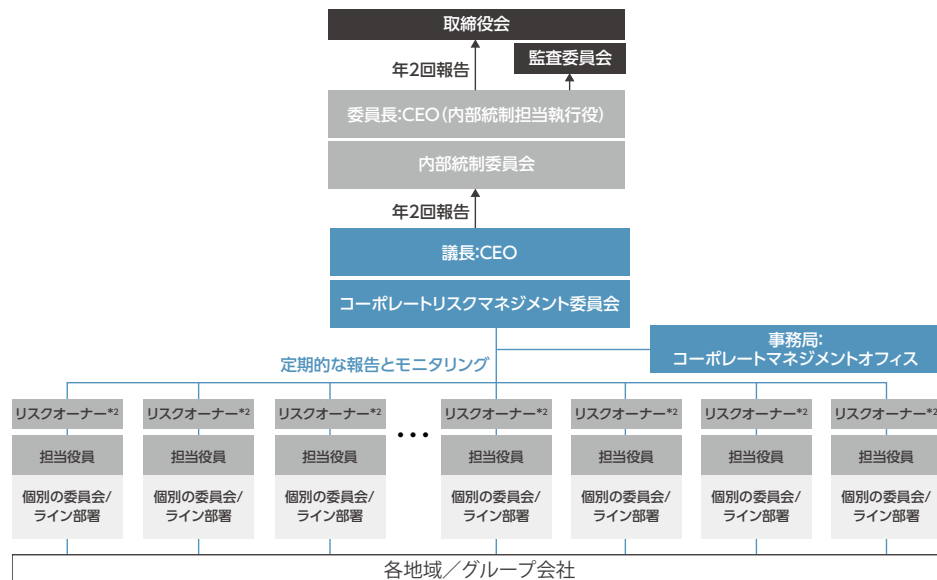 取締役会
監査委員会
年2回報告
委員長:CEO(内部統制担当執行役)
内部統制委員会
年2回報告
議長:CEO
コーポレートリスクマネジメント委員会
事務局:
コーポレートマネジメントオフィス
定期的な報告とモニタリング
リスクオーナー*2 リスクオーナー*2 リスクオーナー*2 ••• リスクオーナー*2 リスクオーナー*2 リスクオーナー*2 リスクオーナー*2
担当役員 担当役員 担当役員 担当役員 担当役員 担当役員 担当役員
個別の委員会/ 個別の委員会/ 個別の委員会/ 個別の委員会/ 個別の委員会/ 個別の委員会/ 個別の委員会/
ライン部署 ライン部署 ライン部署 ライン部署 ライン部署 ライン部署 ライン部署
各地域/グループ会社